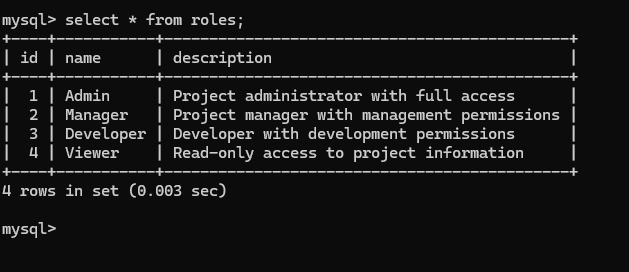 mysql> select * from roles;
+----+-----------+------------------------------------------------+
| id | name      | description                                    |
+----+-----------+------------------------------------------------+
|  1 | Admin     | Project administrator with full access         |
|  2 | Manager   | Project manager with management permissions |
|  3 | Developer | Developer with development permissions         |
|  4 | Viewer    | Read-only access to project information        |
+----+-----------+------------------------------------------------+
4 rows in set (0.003 sec)
mysql>